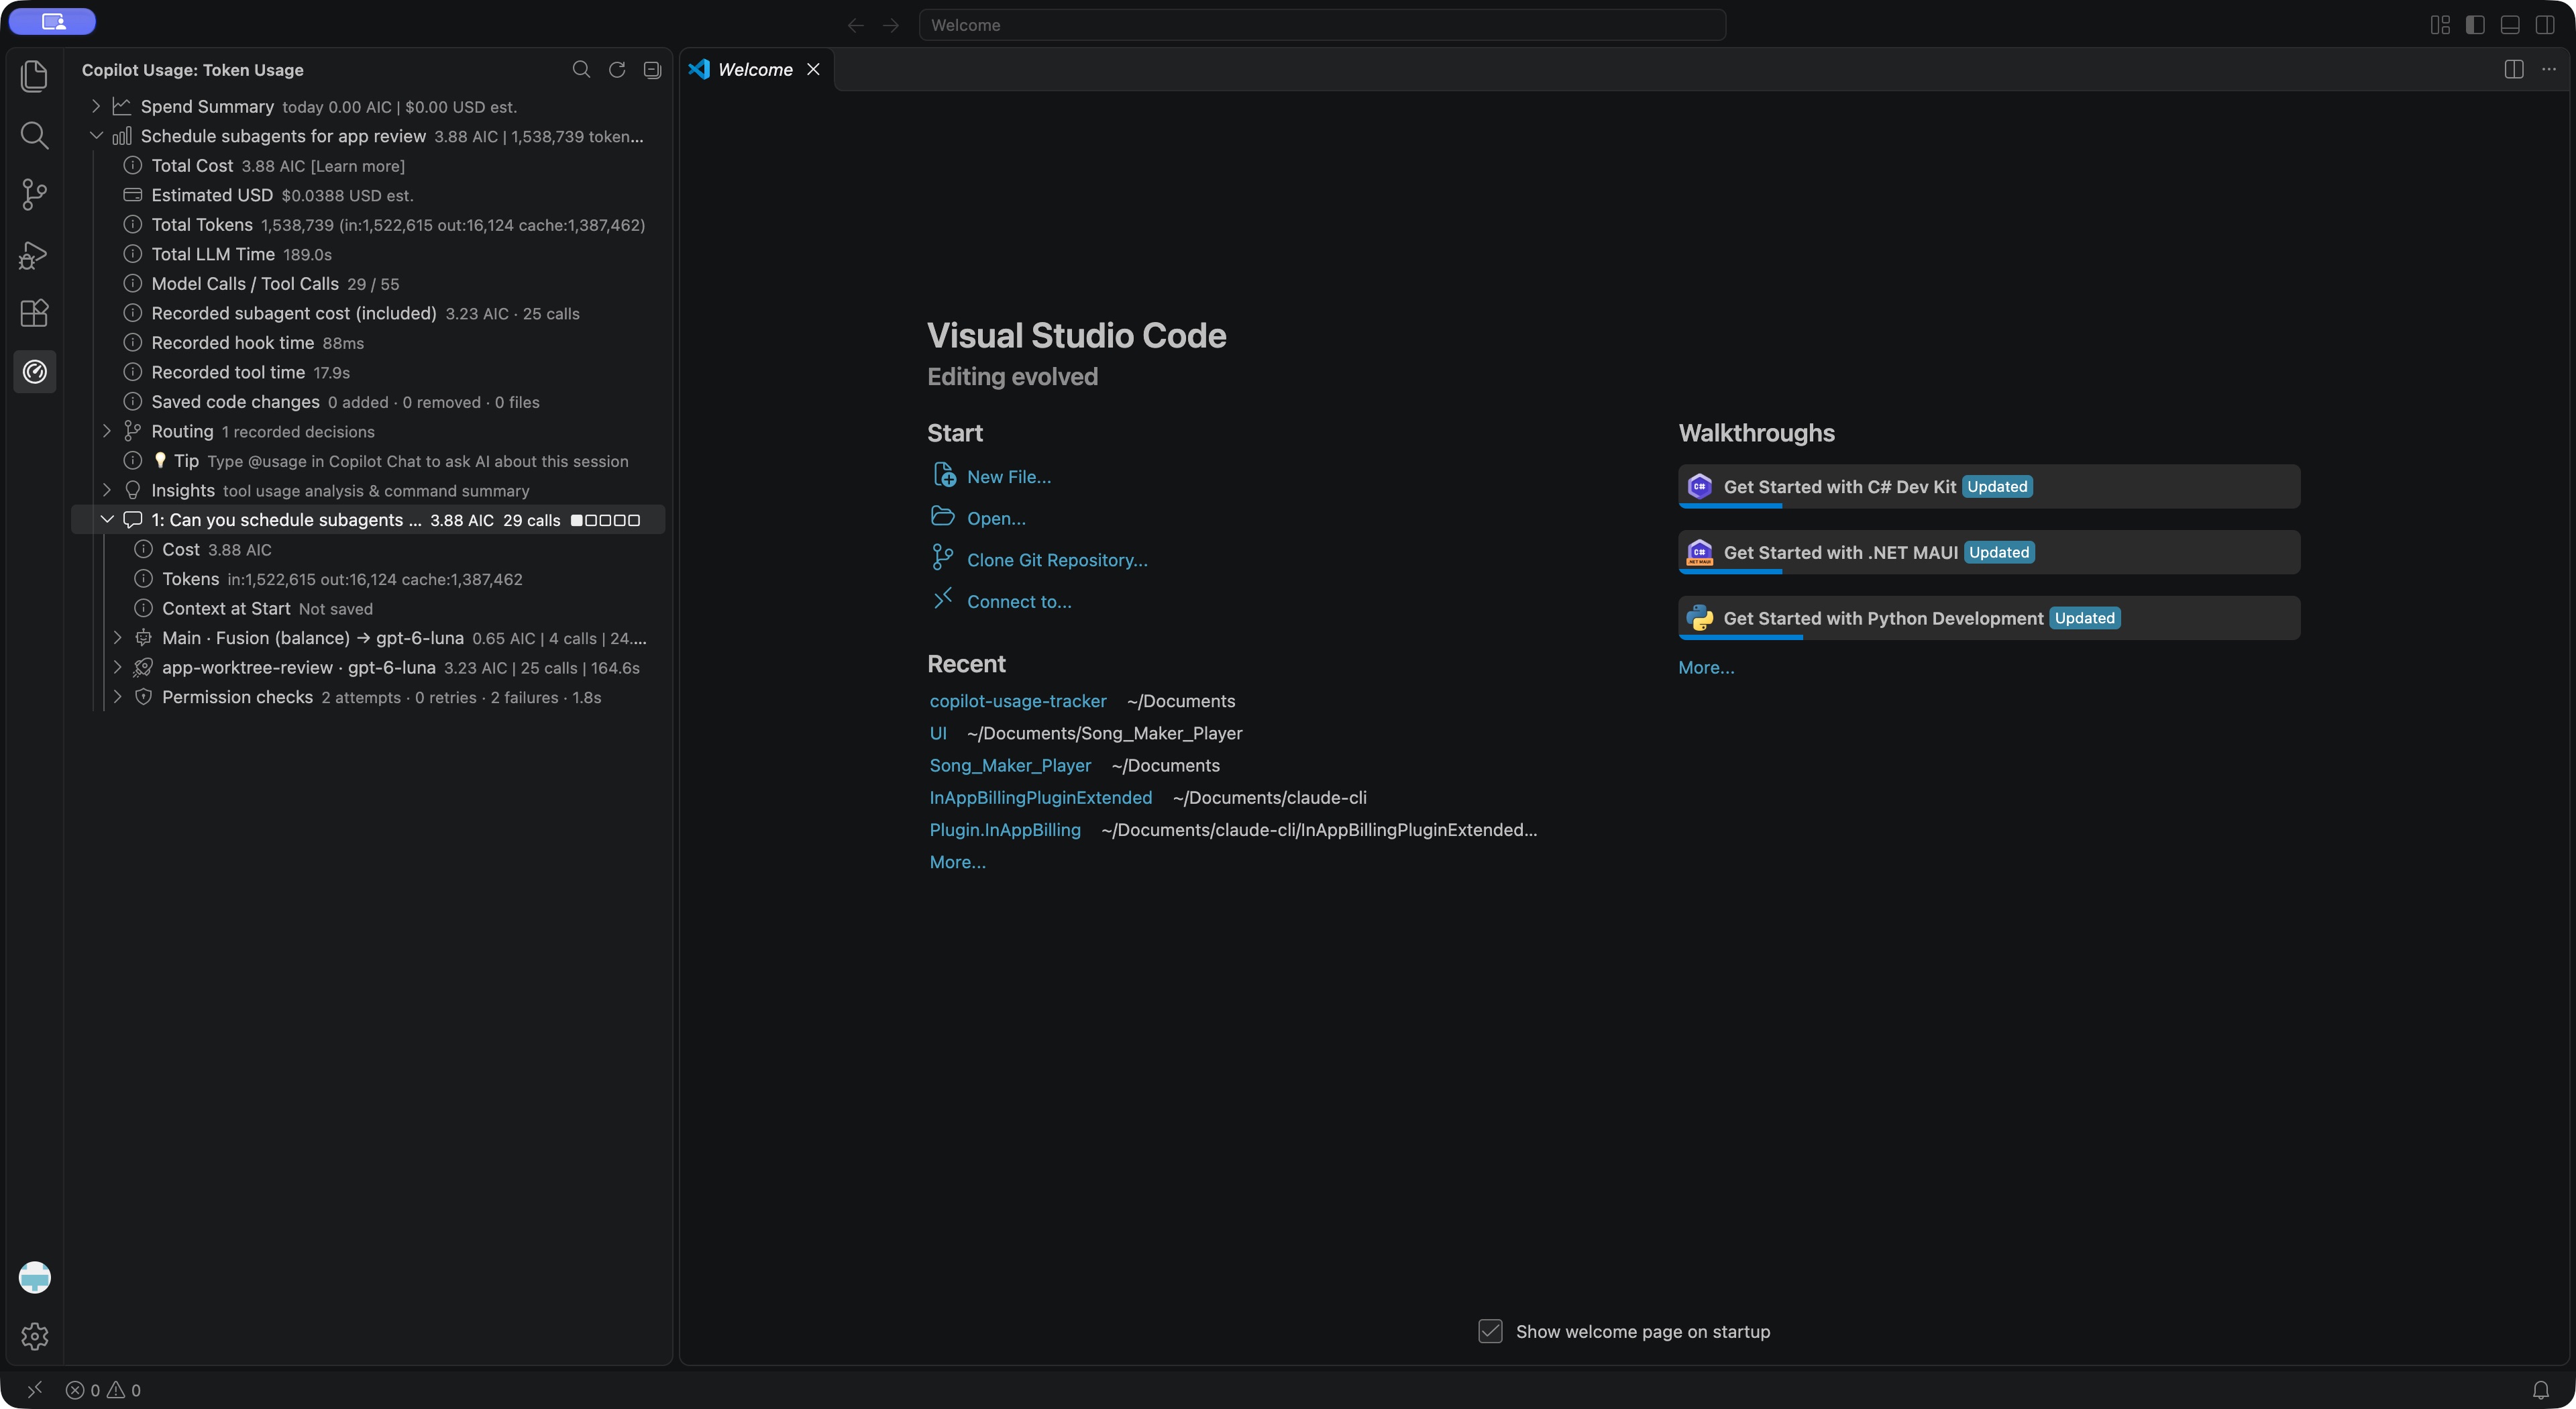 Welcome
Copilot Usage: Token Usage
Spend Summary today 0.00 AIC | $0.00 USD est.
Schedule subagents for app review 3.88 AIC | 1,538,739 token...
Total Cost 3.88 AIC [Learn more]
Estimated USD $0.0388 USD est.
Total Tokens 1,538,739 (in:1,522,615 out:16,124 cache:1,387,462)
Total LLM Time 189.0s
Model Calls / Tool Calls 29 / 55
Recorded subagent cost (included) 3.23 AIC · 25 calls
Recorded hook time 88ms
Recorded tool time 17.9s
Saved code changes 0 added · 0 removed · 0 files
Routing 1 recorded decisions
Tip Type @usage in Copilot Chat to ask AI about this session
Insights tool usage analysis & command summary
1: Can you schedule subagents ... 3.88 AIC 29 calls
Cost 3.88 AIC
Tokens in:1,522,615 out:16,124 cache:1,387,462
Context at Start Not saved
Main · Fusion (balance) → gpt-6-luna 0.65 AIC | 4 calls | 24....
app-worktree-review · gpt-6-luna 3.23 AIC | 25 calls | 164.6s
Permission checks 2 attempts · 0 retries · 2 failures · 1.8s
Welcome
Visual Studio Code
Editing evolved
Start
New File...
Open...
Clone Git Repository...
Connect to...
Recent
copilot-usage-tracker ~/Documents
UI ~/Documents/Song_Maker_Player
Song_Maker_Player ~/Documents
InAppBillingPluginExtended ~/Documents/claude-cli
Plugin.InAppBilling ~/Documents/claude-cli/InAppBillingPluginExtended...
More...
Walkthroughs
C# Get Started with C# Dev Kit Updated
C# .NET MAUI Get Started with .NET MAUI Updated
Get Started with Python Development Updated
More...
Show welcome page on startup
0 0